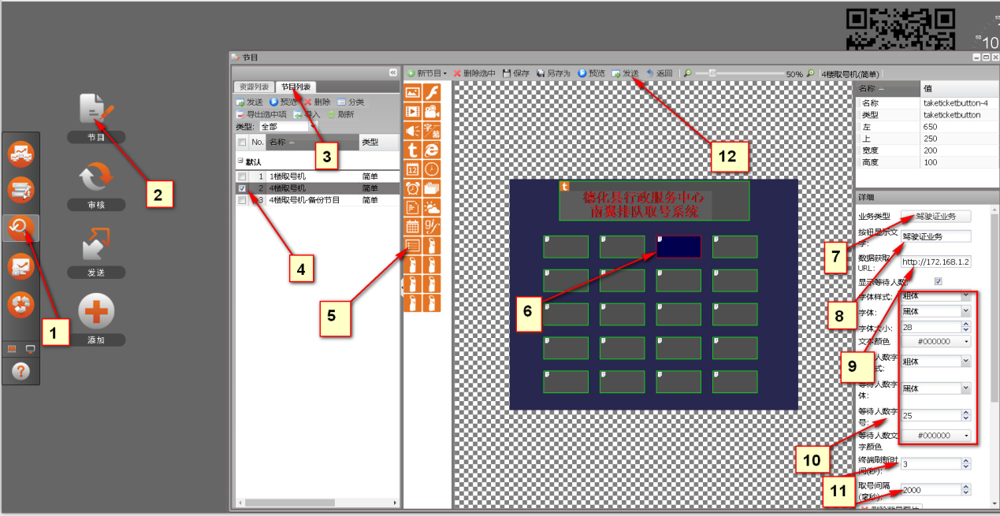 10
节目
资源列表
节目列表
发送 预览 删除 分类
导出选中项 导入 刷新
类型: 全部
No. 名称 类型
默认
1 1楼取号机 简单
2 4楼取号机 简单
3 4楼取号机-备份节目 简单
新节目 删除选中 保存 另存为 预览 发送 返回 50% 4楼取号机(简单)
节目
审核
发送
添加
1
2
3
4
5
6
7
8
9
10
11
12
德化县行政服务中心
南翼排队取号系统
名称 值
名称 taketicketbutton-4
类型 taketicketbutton
左 650
上 250
宽度 200
高度 100
详细
业务类型 驾驶证业务
按钮显示文字: 驾驶证业务
数据获取URL: http://172.168.1.2
显示等待人数:
字体样式: 粗体
字体: 黑体
字体大小: 28
文本颜色 #000000
人数字 式: 粗体
等待人数字体: 黑体
等待人数字号: 25
等待人数文字颜色 #000000
终端刷新时间(秒): 3
取号间隔(毫秒): 2000